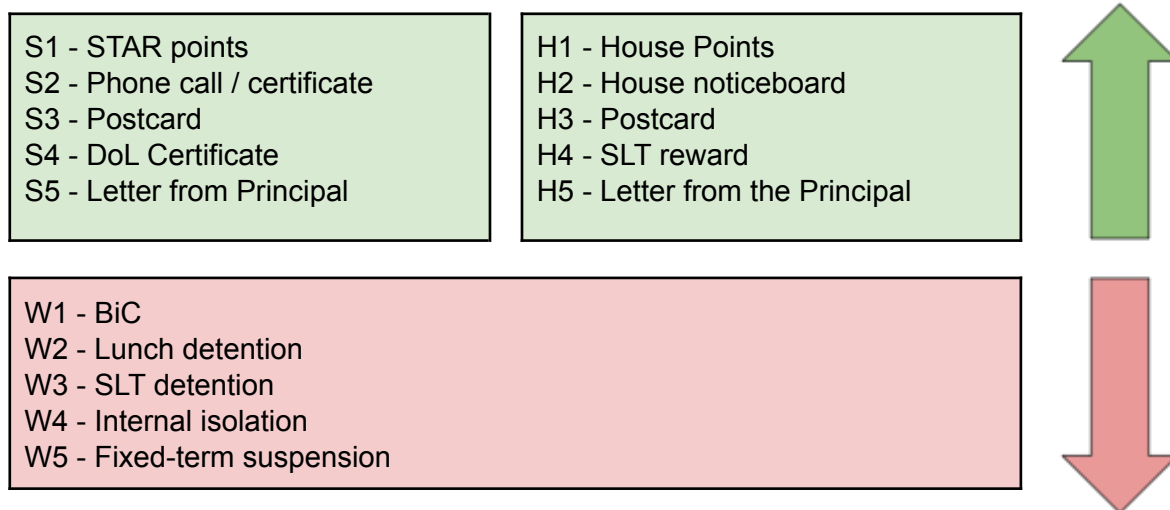 S1 - STAR points
S2 - Phone call / certificate
S3 - Postcard
S4 - DoL Certificate
S5 - Letter from Principal
H1 - House Points
H2 - House noticeboard
H3 - Postcard
H4 - SLT reward
H5 - Letter from the Principal
W1 - BiC
W2 - Lunch detention
W3 - SLT detention
W4 - Internal isolation
W5 - Fixed-term suspension